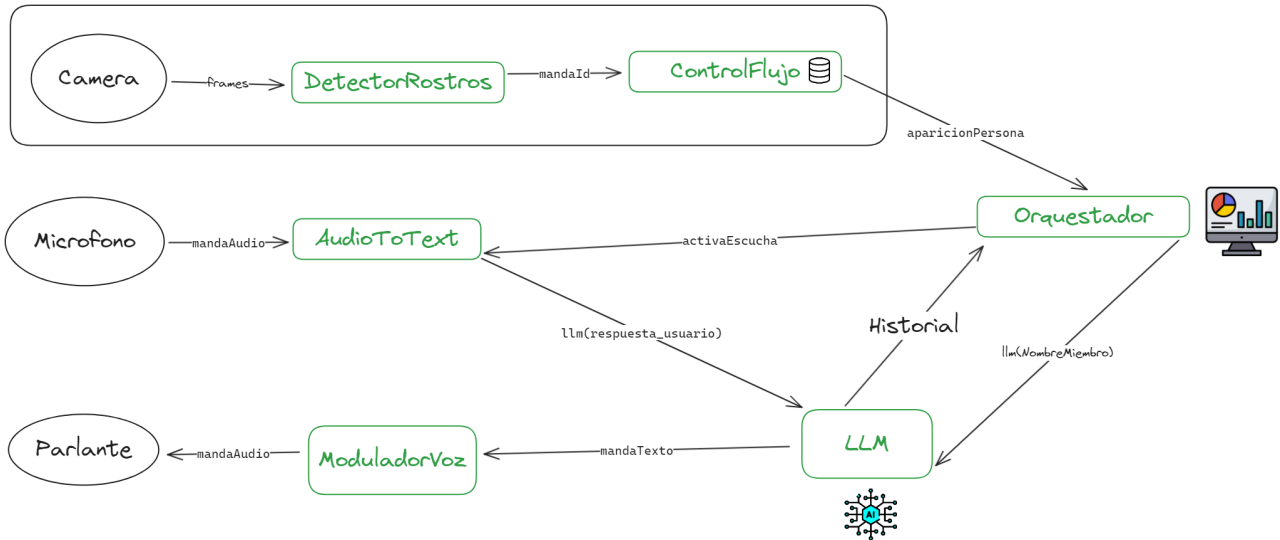 Camera
frames
DetectorRostros
mandaId
ControlFlujo
aparicionPersona
Microfono
mandaAudio
AudioToText
activaEscucha
Orquestador
llm(respuesta_usuario)
Historial
llm(NombreMiembro)
Parlante
mandaAudio
ModuladorVoz
mandaTexto
LLM
AI